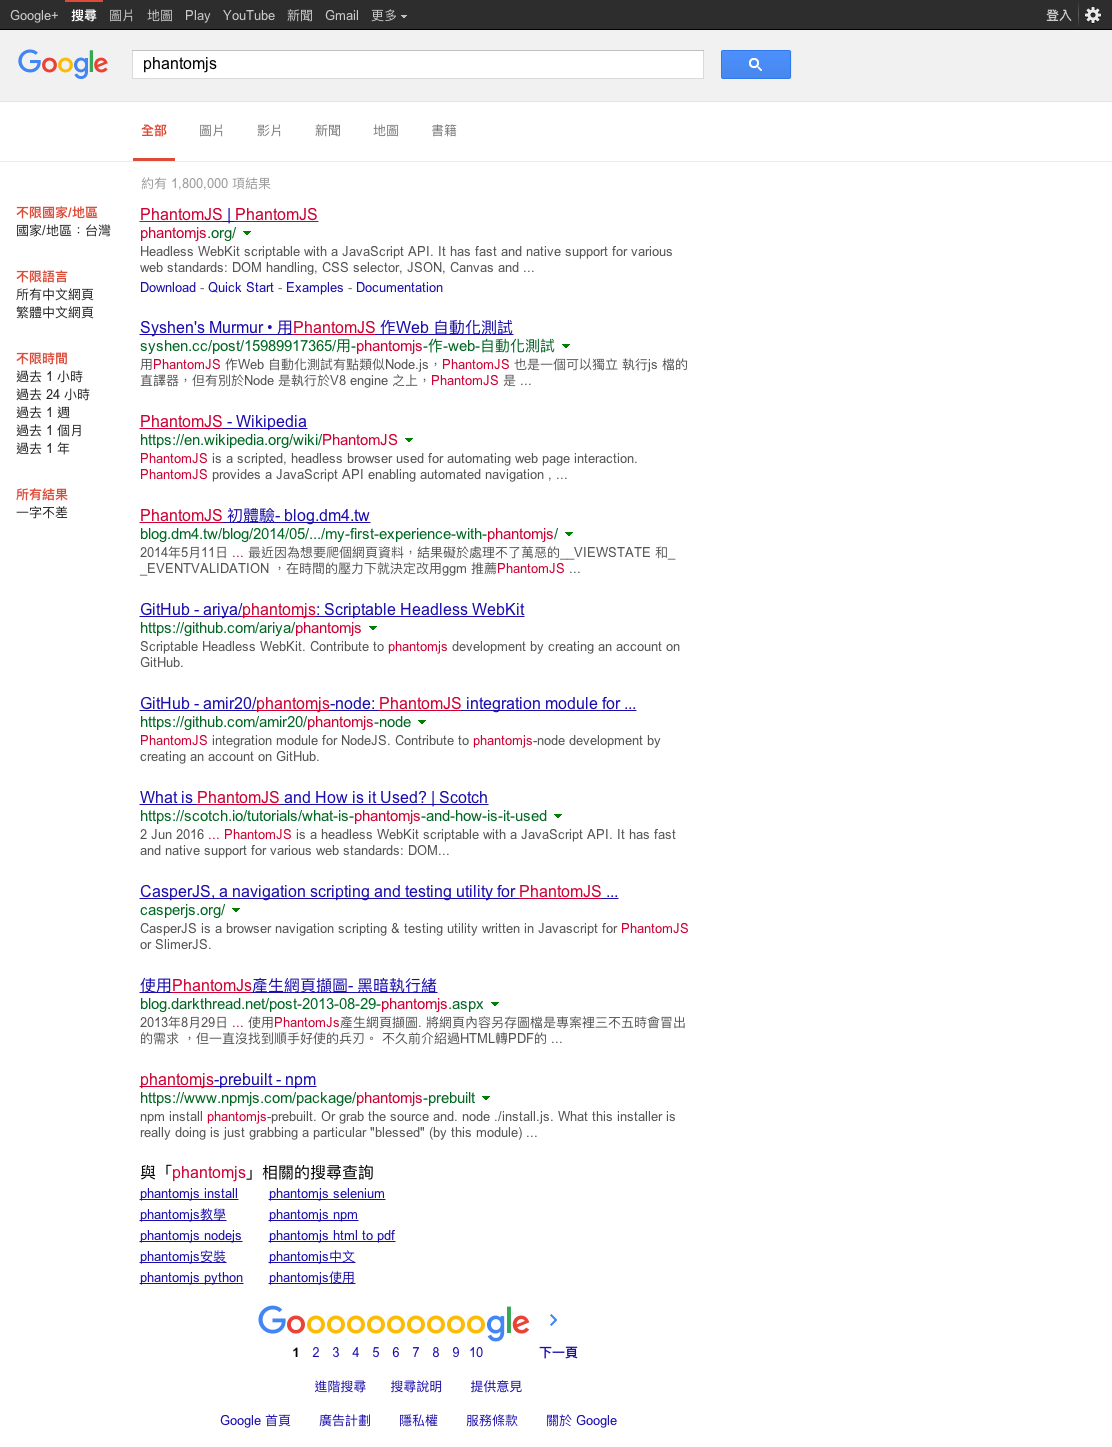 Google+ 搜尋 圖片 地圖 Play YouTube 新聞 Gmail 更多 登入
Google phantomjs
全部 圖片 影片 新聞 地圖 書籍
約有 1,800,000 項結果
不限國家/地區
國家/地區：台灣
不限語言
所有中文網頁
繁體中文網頁
不限時間
過去 1 小時
過去 24 小時
過去 1 週
過去 1 個月
過去 1 年
所有結果
一字不差
PhantomJS | PhantomJS
phantomjs.org/
Headless WebKit scriptable with a JavaScript API. It has fast and native support for various
web standards: DOM handling, CSS selector, JSON, Canvas and ...
Download - Quick Start - Examples - Documentation
Syshen's Murmur • 用PhantomJS 作Web 自動化測試
syshen.cc/post/15989917365/用-phantomjs-作-web-自動化測試
用PhantomJS 作Web 自動化測試有點類似Node.js，PhantomJS 也是一個可以獨立 執行js 檔的
直譯器，但有別於Node 是執行於V8 engine 之上，PhantomJS 是 ...
PhantomJS - Wikipedia
https://en.wikipedia.org/wiki/PhantomJS
PhantomJS is a scripted, headless browser used for automating web page interaction.
PhantomJS provides a JavaScript API enabling automated navigation , ...
PhantomJS 初體驗- blog.dm4.tw
blog.dm4.tw/blog/2014/05/.../my-first-experience-with-phantomjs/
2014年5月11日 ... 最近因為想要爬個網頁資料，結果礙於處理不了萬惡的__VIEWSTATE 和_
_EVENTVALIDATION ，在時間的壓力下就決定改用ggm 推薦PhantomJS ...
GitHub - ariya/phantomjs: Scriptable Headless WebKit
https://github.com/ariya/phantomjs
Scriptable Headless WebKit. Contribute to phantomjs development by creating an account on
GitHub.
GitHub - amir20/phantomjs-node: PhantomJS integration module for ...
https://github.com/amir20/phantomjs-node
PhantomJS integration module for NodeJS. Contribute to phantomjs-node development by
creating an account on GitHub.
What is PhantomJS and How is it Used? | Scotch
https://scotch.io/tutorials/what-is-phantomjs-and-how-is-it-used
2 Jun 2016 ... PhantomJS is a headless WebKit scriptable with a JavaScript API. It has fast
and native support for various web standards: DOM...
CasperJS, a navigation scripting and testing utility for PhantomJS ...
casperjs.org/
CasperJS is a browser navigation scripting & testing utility written in Javascript for PhantomJS
or SlimerJS.
使用PhantomJs產生網頁擷圖- 黑暗執行緒
blog.darkthread.net/post-2013-08-29-phantomjs.aspx
2013年8月29日 ... 使用PhantomJs產生網頁擷圖. 將網頁內容另存圖檔是專案裡三不五時會冒出
的需求 ，但一直沒找到順手好使的兵刃。 不久前介紹過HTML轉PDF的 ...
phantomjs-prebuilt - npm
https://www.npmjs.com/package/phantomjs-prebuilt
npm install phantomjs-prebuilt. Or grab the source and. node ./install.js. What this installer is
really doing is just grabbing a particular "blessed" (by this module) ...
與「phantomjs」相關的搜尋查詢
phantomjs install phantomjs selenium
phantomjs教學 phantomjs npm
phantomjs nodejs phantomjs html to pdf
phantomjs安裝 phantomjs中文
phantomjs python phantomjs使用
Goooooooooogle
1 2 3 4 5 6 7 8 9 10 下一頁
進階搜尋 搜尋說明 提供意見
Google 首頁 廣告計劃 隱私權 服務條款 關於 Google